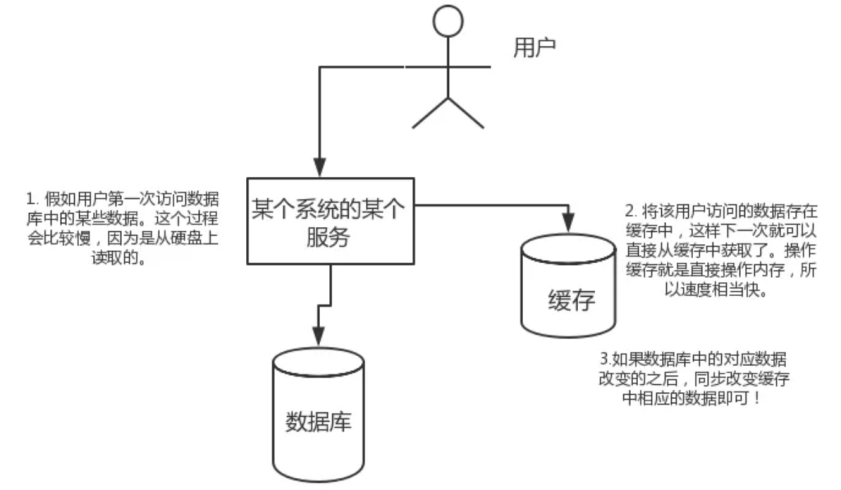 用户
1. 假如用户第一次访问数据
库中的某些数据。这个过程
会比较慢，因为是从硬盘上
读取的。
某个系统的某个
服务
2. 将该用户访问的数据存在
缓存中，这样下一次就可以
直接从缓存中获取了。操作
缓存就是直接操作内存，所
以速度相当快。
缓存
3.如果数据库中的对应数据
改变的之后，同步改变缓存
中相应的数据即可！
数据库